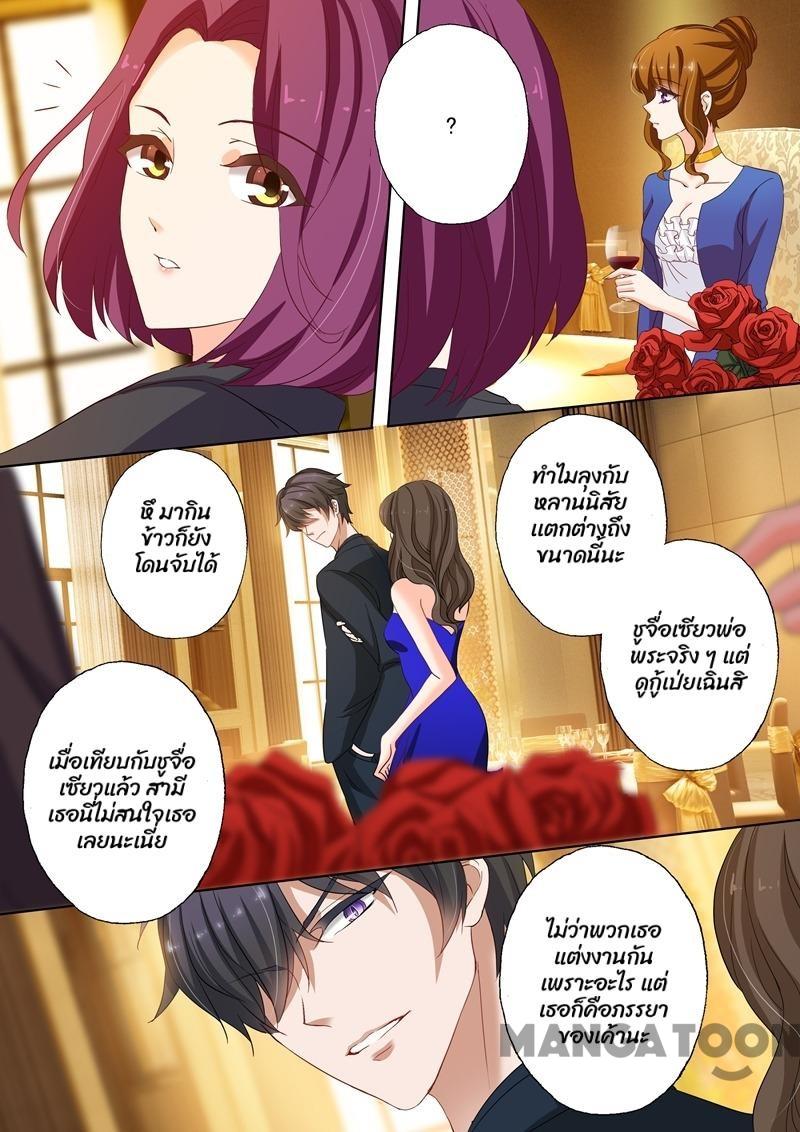 ?
หึ มากิน
ข้าวก็ยัง
โดนจับได้
ทำไมลุงกับ
หลานนิสัย
แตกต่างถึง
ขนาดนี้นะ
ชูจื่อเซียวพ่อ
พระจริง ๆ แต่
ดูกู้เป่ยเฉินสิ
เมื่อเทียบกับชูจื่อ
เซียวแล้ว สามี
เธอนี่ไม่สนใจเธอ
เลยนะเนี่ย
ไม่ว่าพวกเธอ
แต่งงานกัน
เพราะอะไร แต่
เธอก็คือภรรยา
ของเค้านะ
MANGATOON